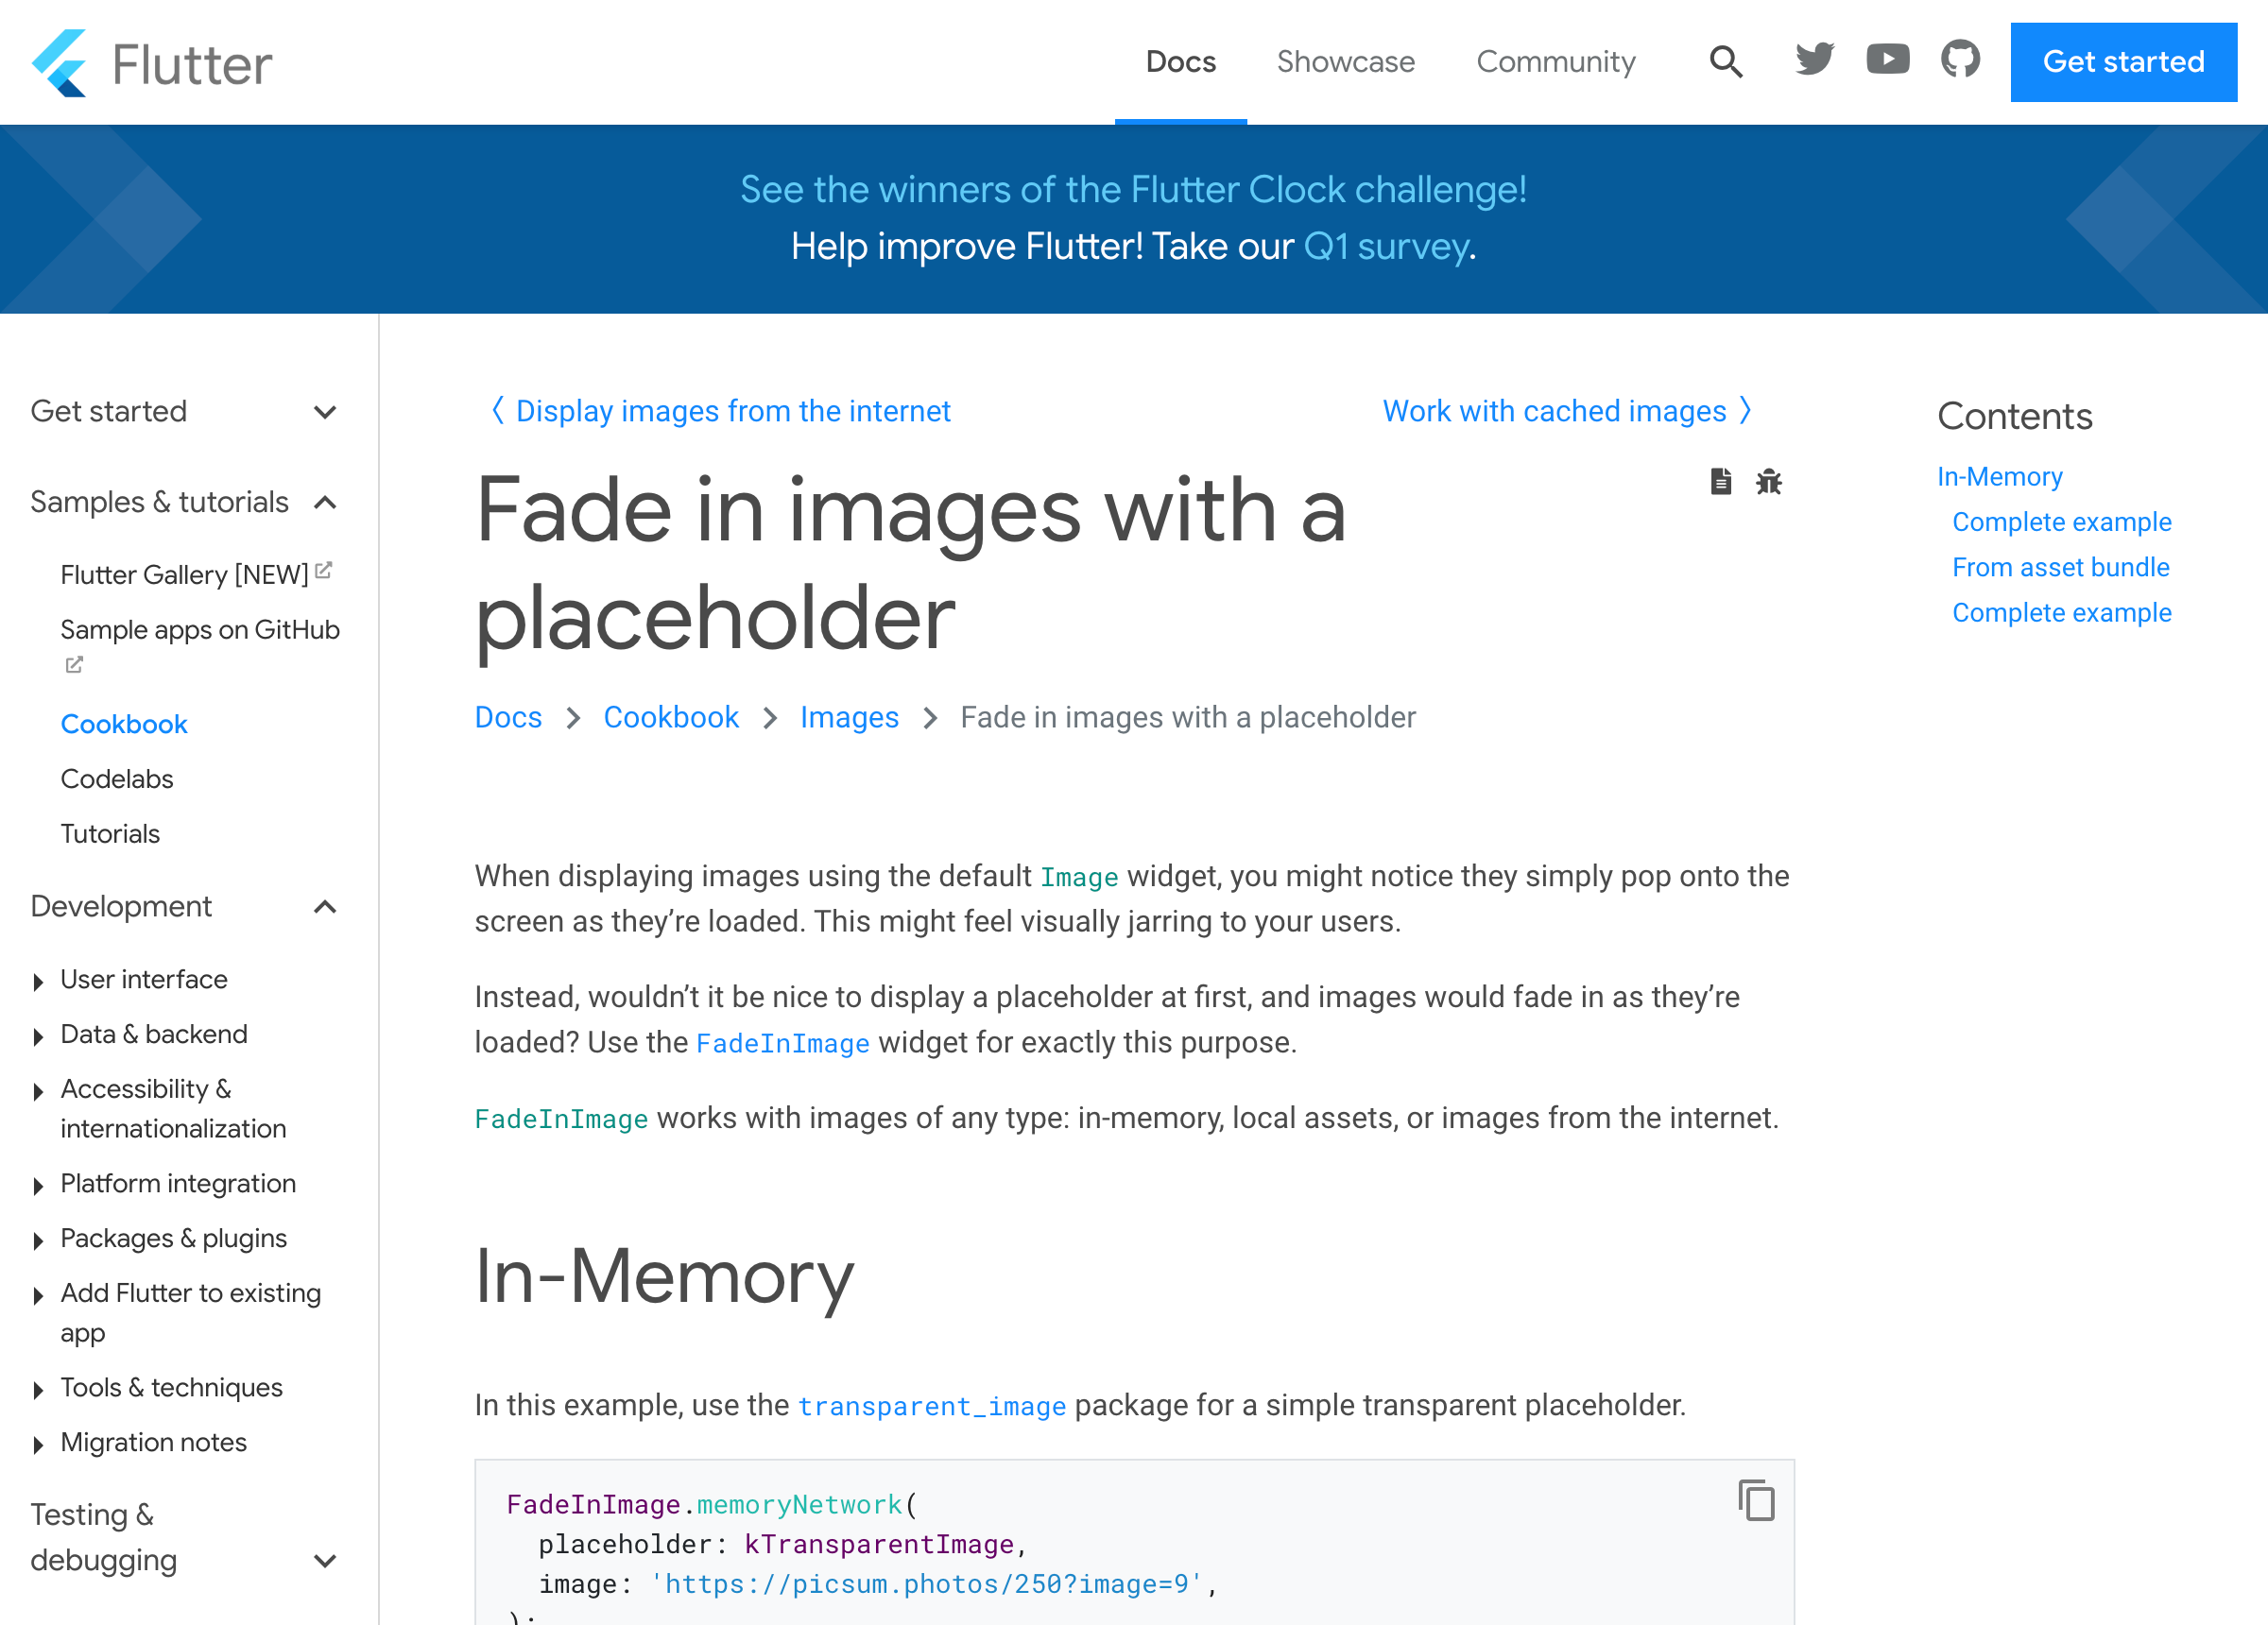 Flutter
Docs
Showcase
Community
Get started
See the winners of the Flutter Clock challenge!
Help improve Flutter! Take our Q1 survey.
Get started
Samples & tutorials
Flutter Gallery [NEW]
Sample apps on GitHub
Cookbook
Codelabs
Tutorials
Development
User interface
Data & backend
Accessibility &
internationalization
Platform integration
Packages & plugins
Add Flutter to existing
app
Tools & techniques
Migration notes
Testing &
debugging
〈 Display images from the internet
Work with cached images 〉
Fade in images with a
placeholder
Docs > Cookbook > Images > Fade in images with a placeholder
When displaying images using the default Image widget, you might notice they simply pop onto the
screen as they’re loaded. This might feel visually jarring to your users.
Instead, wouldn’t it be nice to display a placeholder at first, and images would fade in as they’re
loaded? Use the FadeInImage widget for exactly this purpose.
FadeInImage works with images of any type: in-memory, local assets, or images from the internet.
In-Memory
In this example, use the transparent_image package for a simple transparent placeholder.
FadeInImage.memoryNetwork(
  placeholder: kTransparentImage,
  image: 'https://picsum.photos/250?image=9',
);
Contents
In-Memory
Complete example
From asset bundle
Complete example